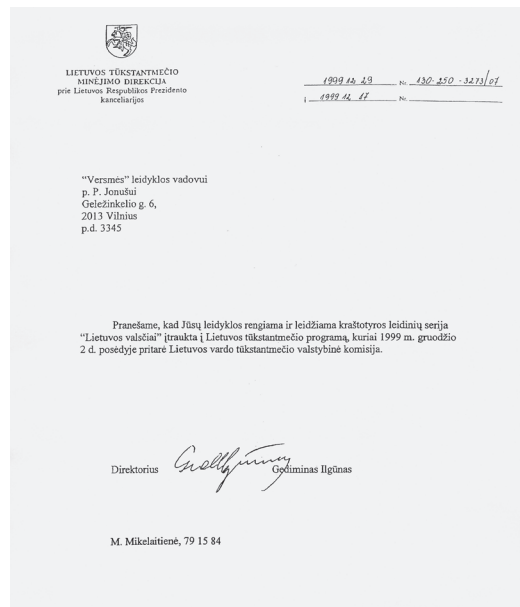 LIETUVOS TŪKSTANTMEČIO
MINĖJIMO DIREKCIJA
prie Lietuvos Respublikos Prezidento
kanceliarijos
1999 12 29 Nr. 130-250-3273/07
Į 1999 12 17 Nr.
“Versmės” leidyklos vadovui
p. P. Jonušui
Geležinkelio g. 6,
2013 Vilnius
p.d. 3345
Pranešame, kad Jūsų leidyklos rengiama ir leidžiama kraštotyros leidinių serija
“Lietuvos valsčiai” įtraukta į Lietuvos tūkstantmečio programą, kuriai 1999 m. gruodžio
2 d. posėdyje pritarė Lietuvos vardo tūkstantmečio valstybinė komisija.
Direktorius Gediminas Ilgūnas
M. Mikelaitienė, 79 15 84